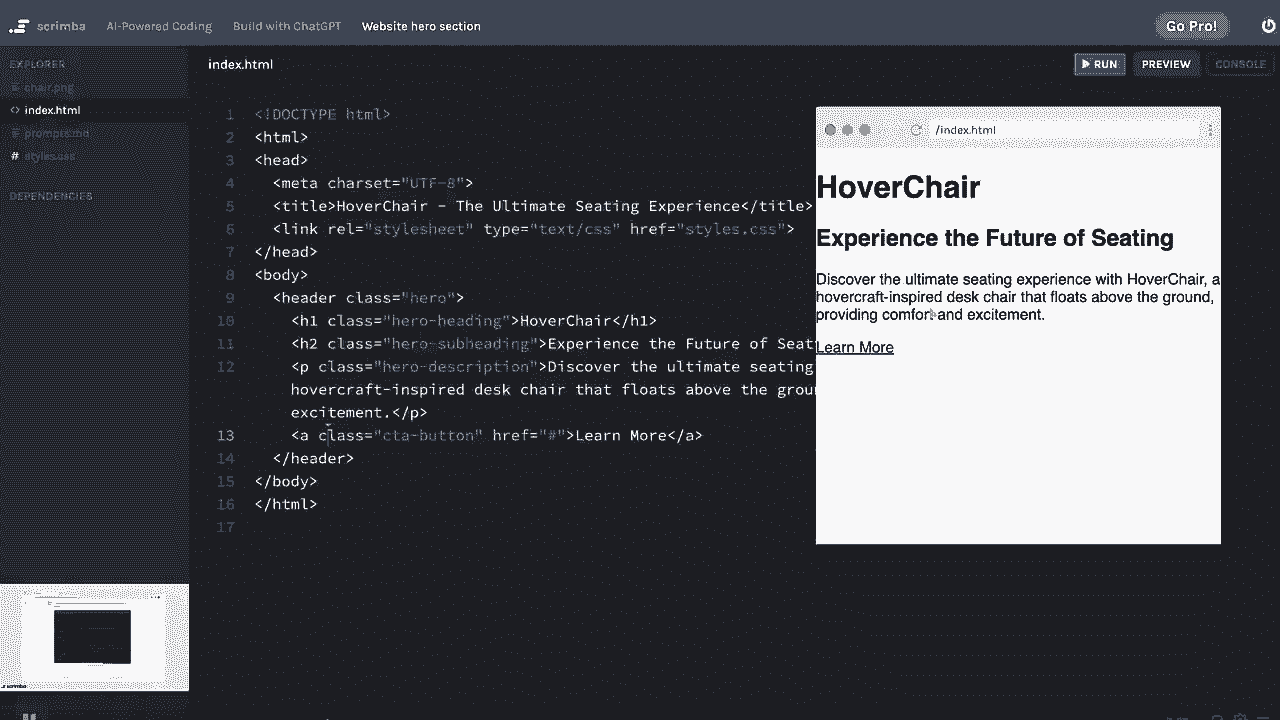 scrimba AI-Powered Coding Build with ChatGPT Website hero section Go Pro!
EXPLORER
chair.png
index.html
prompts.md
# styles.css
DEPENDENCIES
index.html
RUN PREVIEW CONSOLE
1 <!DOCTYPE html>
2 <html>
3 <head>
4 <meta charset="UTF-8">
5 <title>HoverChair - The Ultimate Seating Experience</title>
6 <link rel="stylesheet" type="text/css" href="styles.css">
7 </head>
8 <body>
9 <header class="hero">
10 <h1 class="hero-heading">HoverChair</h1>
11 <h2 class="hero-subheading">Experience the Future of Seat
12 <p class="hero-description">Discover the ultimate seating
hovercraft-inspired desk chair that floats above the grou
excitement.</p>
13 <a class="cta-button" href="#">Learn More</a>
14 </header>
15 </body>
16 </html>
17
/index.html
HoverChair
Experience the Future of Seating
Discover the ultimate seating experience with HoverChair, a
hovercraft-inspired desk chair that floats above the ground,
providing comfort and excitement.
Learn More